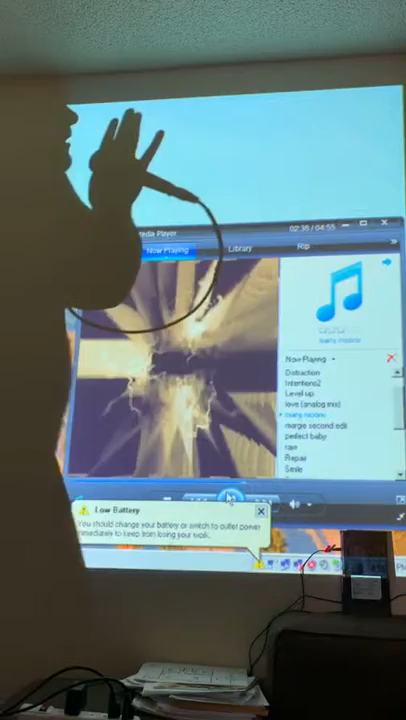 edia Player
02:36 / 04:55
Now Playing
Library
Rip
Now Playing
Distraction
Intentions2
Level up
love (analog mix)
marge second edit
perfect baby
raw
Repair
Smile
Low Battery
You should change your battery or switch to outlet power
immediately to keep from losing your work.